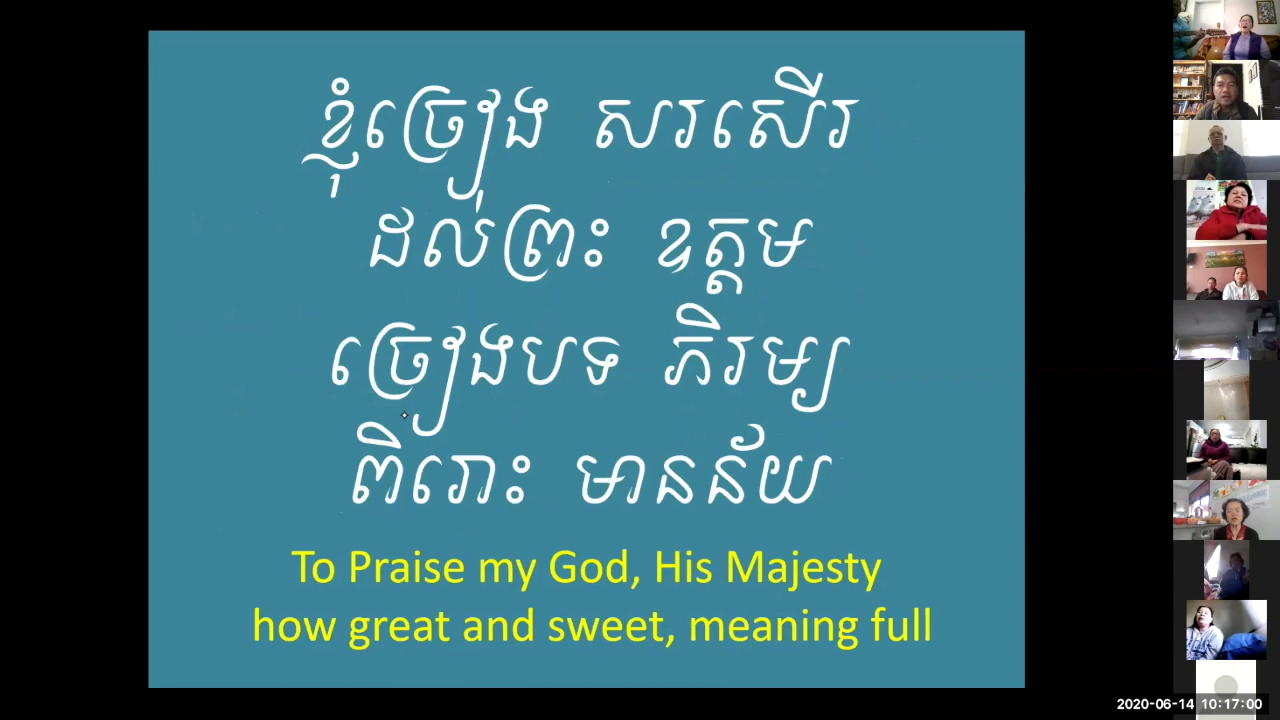 ខ្ញុំច្រៀង សរសើរ
ដល់ព្រះ ឧត្តម
ច្រៀងបទ ភិរម្យ
ពិរោះ មានន័យ
To Praise my God, His Majesty
how great and sweet, meaning full
2020-06-14 10:17:00